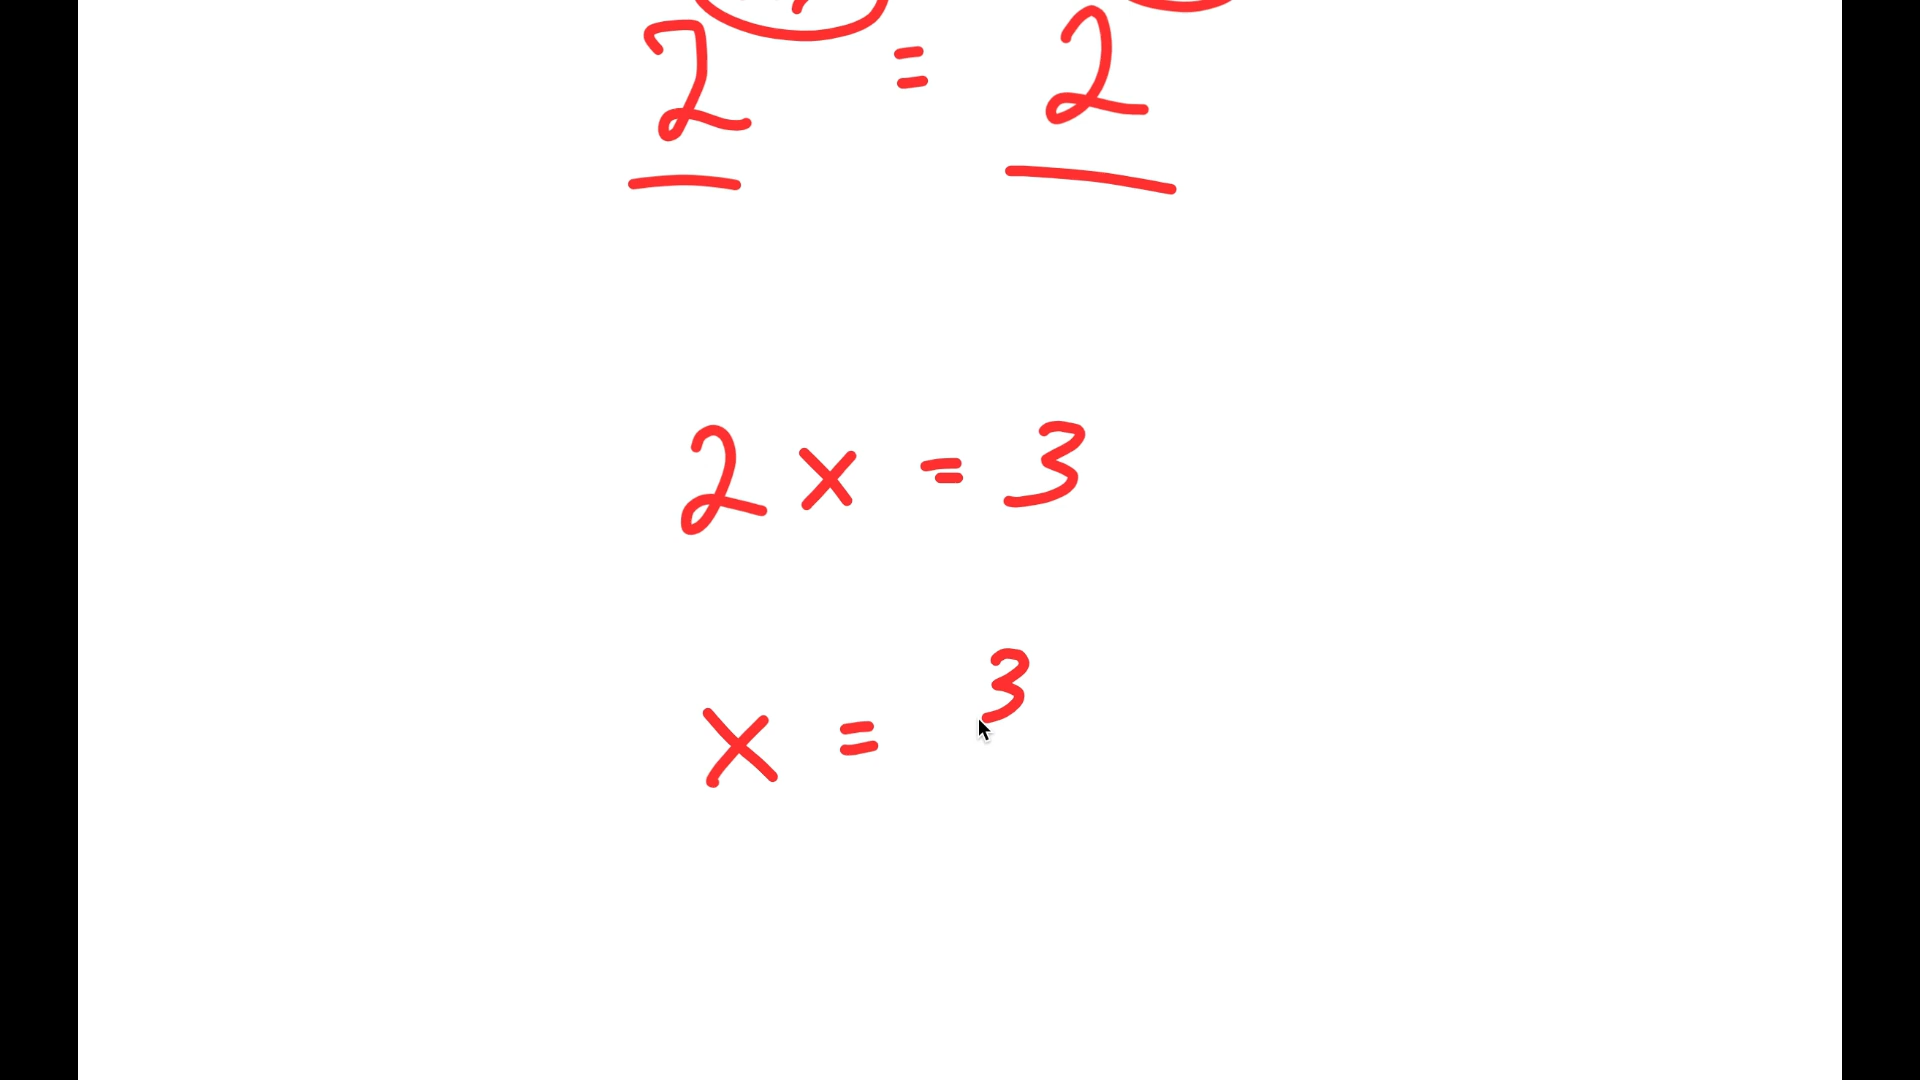 2 = 2
2x = 3
x = 3